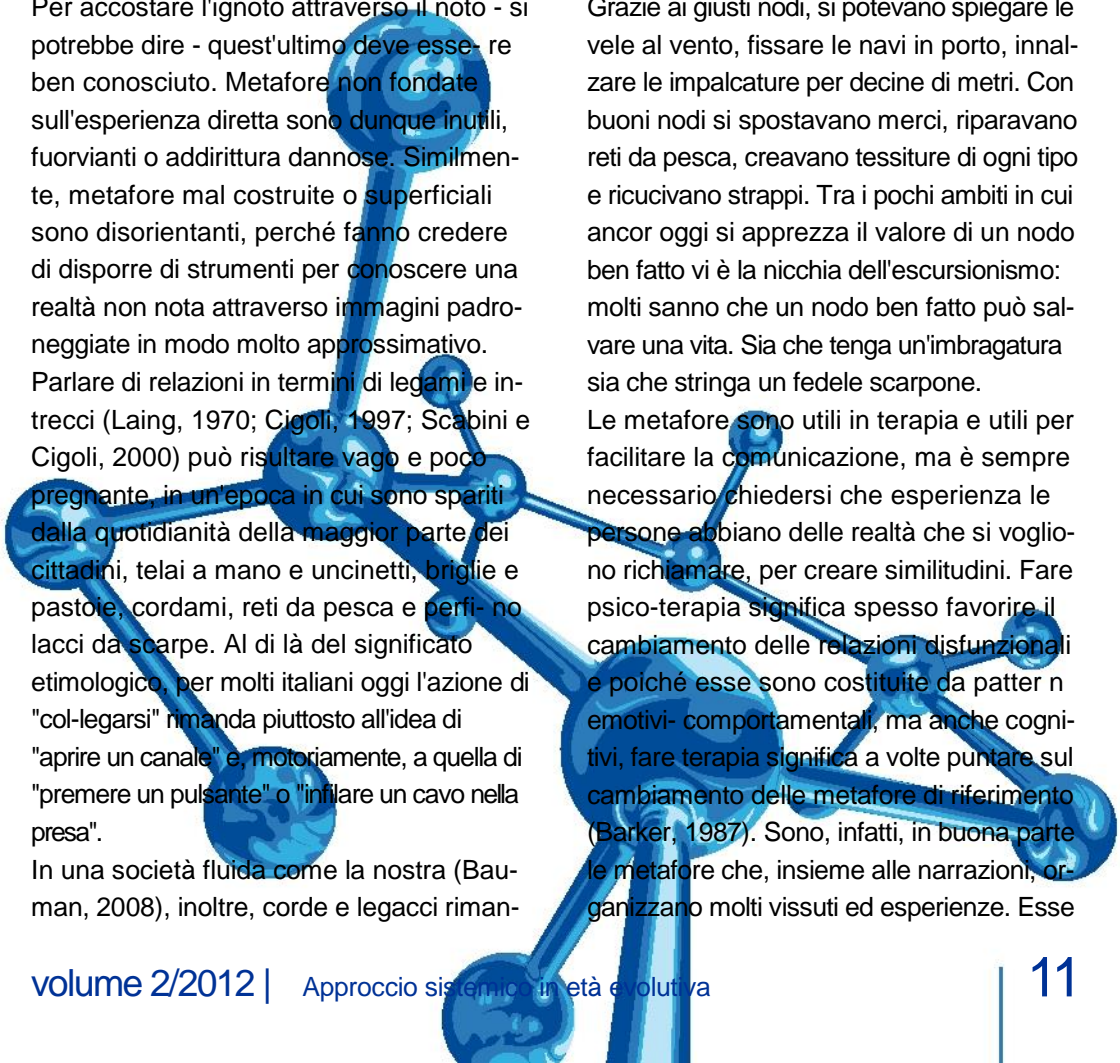 Per accostare l'ignoto attraverso il noto - si
potrebbe dire - quest'ultimo deve esse- re
ben conosciuto. Metafore non fondate
sull'esperienza diretta sono dunque inutili,
fuorvianti o addirittura dannose. Similmen-
te, metafore mal costruite o superficiali
sono disorientanti, perché fanno credere
di disporre di strumenti per conoscere una
realtà non nota attraverso immagini padro-
neggiate in modo molto approssimativo.
Parlare di relazioni in termini di legami e in-
trecci (Laing, 1970; Cigoli, 1997; Scabini e
Cigoli, 2000) può risultare vago e poco
pregnante, in un'epoca in cui sono spariti
dalla quotidianità della maggior parte dei
cittadini, telai a mano e uncinetti, briglie e
pastoie, cordami, reti da pesca e perfi- no
lacci da scarpe. Al di là del significato
etimologico, per molti italiani oggi l'azione di
"col-legarsi" rimanda piuttosto all'idea di
"aprire un canale" e, motoriamente, a quella di
"premere un pulsante" o "infilare un cavo nella
presa".
In una società fluida come la nostra (Bau-
man, 2008), inoltre, corde e legacci riman-
Grazie ai giusti nodi, si potevano spiegare le
vele al vento, fissare le navi in porto, innal-
zare le impalcature per decine di metri. Con
buoni nodi si spostavano merci, riparavano
reti da pesca, creavano tessiture di ogni tipo
e ricucivano strappi. Tra i pochi ambiti in cui
ancor oggi si apprezza il valore di un nodo
ben fatto vi è la nicchia dell'escursionismo:
molti sanno che un nodo ben fatto può sal-
vare una vita. Sia che tenga un'imbragatura
sia che stringa un fedele scarpone.
Le metafore sono utili in terapia e utili per
facilitare la comunicazione, ma è sempre
necessario chiedersi che esperienza le
persone abbiano delle realtà che si voglio-
no richiamare, per creare similitudini. Fare
psico-terapia significa spesso favorire il
cambiamento delle relazioni disfunzionali
e poiché esse sono costituite da patter n
emotivi- comportamentali, ma anche cogni-
tivi, fare terapia significa a volte puntare sul
cambiamento delle metafore di riferimento
(Barker, 1987). Sono, infatti, in buona parte
le metafore che, insieme alle narrazioni, or-
ganizzano molti vissuti ed esperienze. Esse
volume 2/2012 | Approccio sistemico in età evolutiva
11